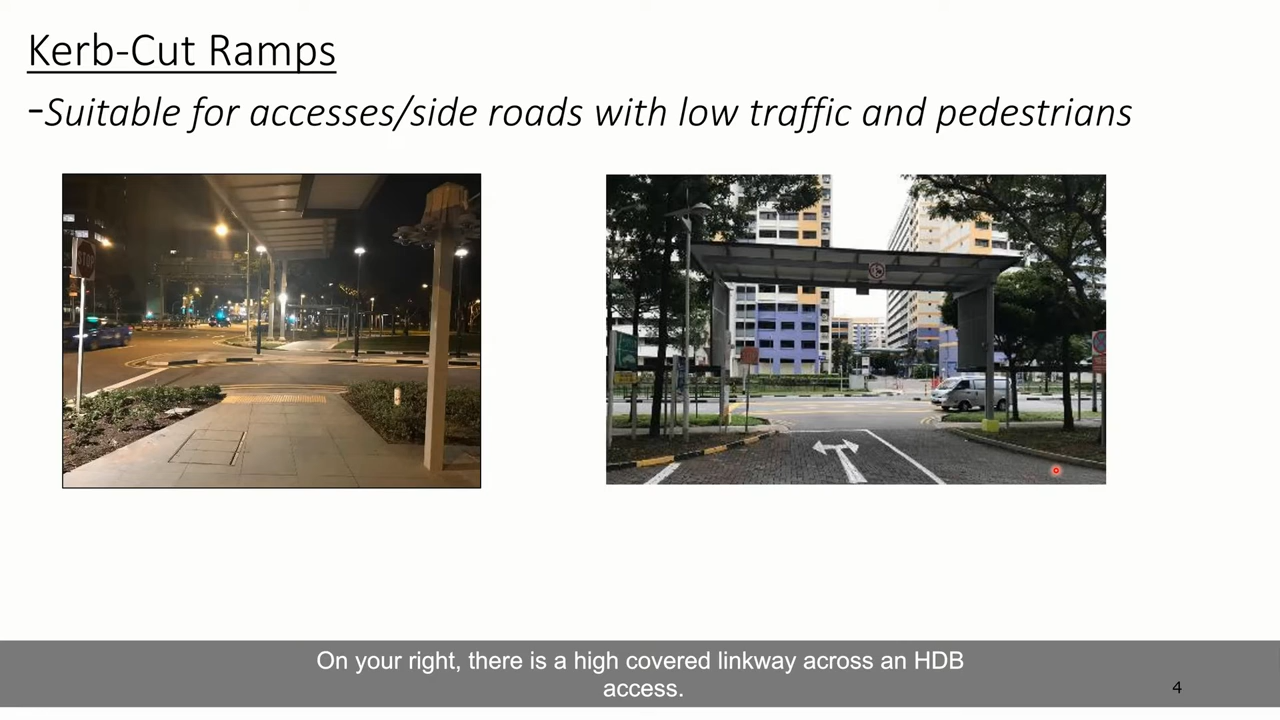 Kerb-Cut Ramps
-Suitable for accesses/side roads with low traffic and pedestrians
STOP
On your right, there is a high covered linkway across an HDB
access.
4